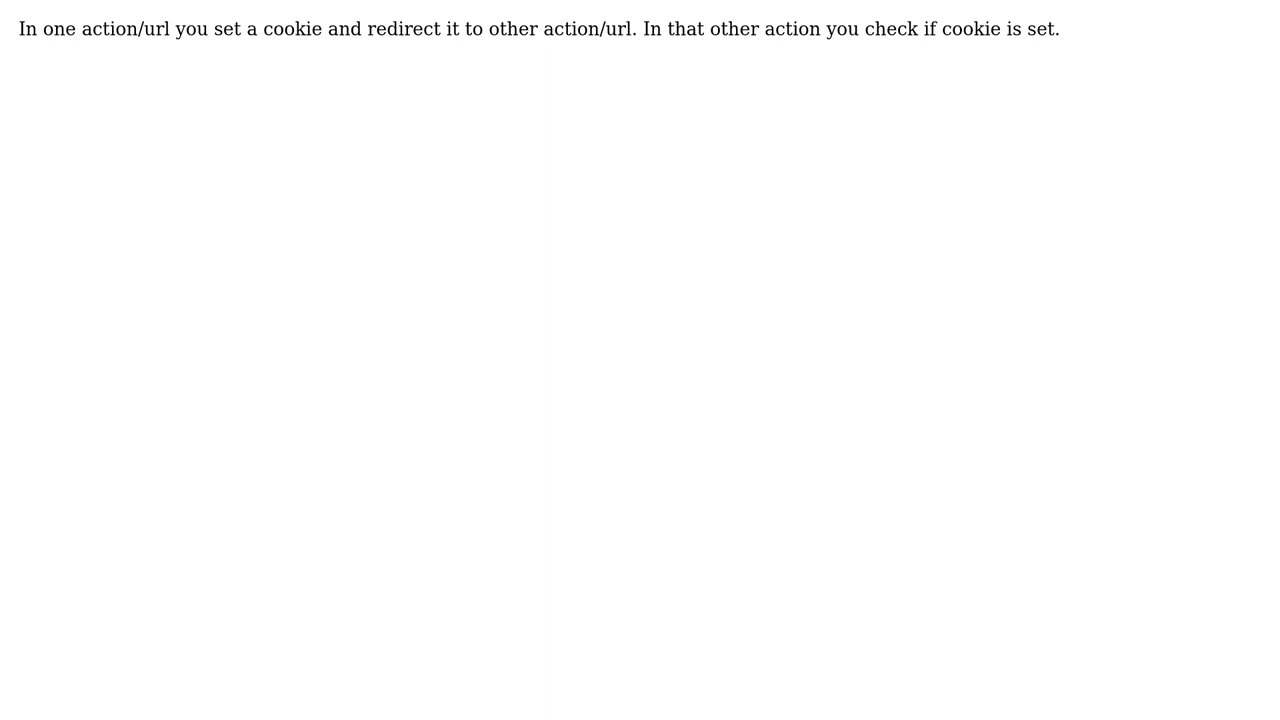 In one action/url you set a cookie and redirect it to other action/url. In that other action you check if cookie is set.